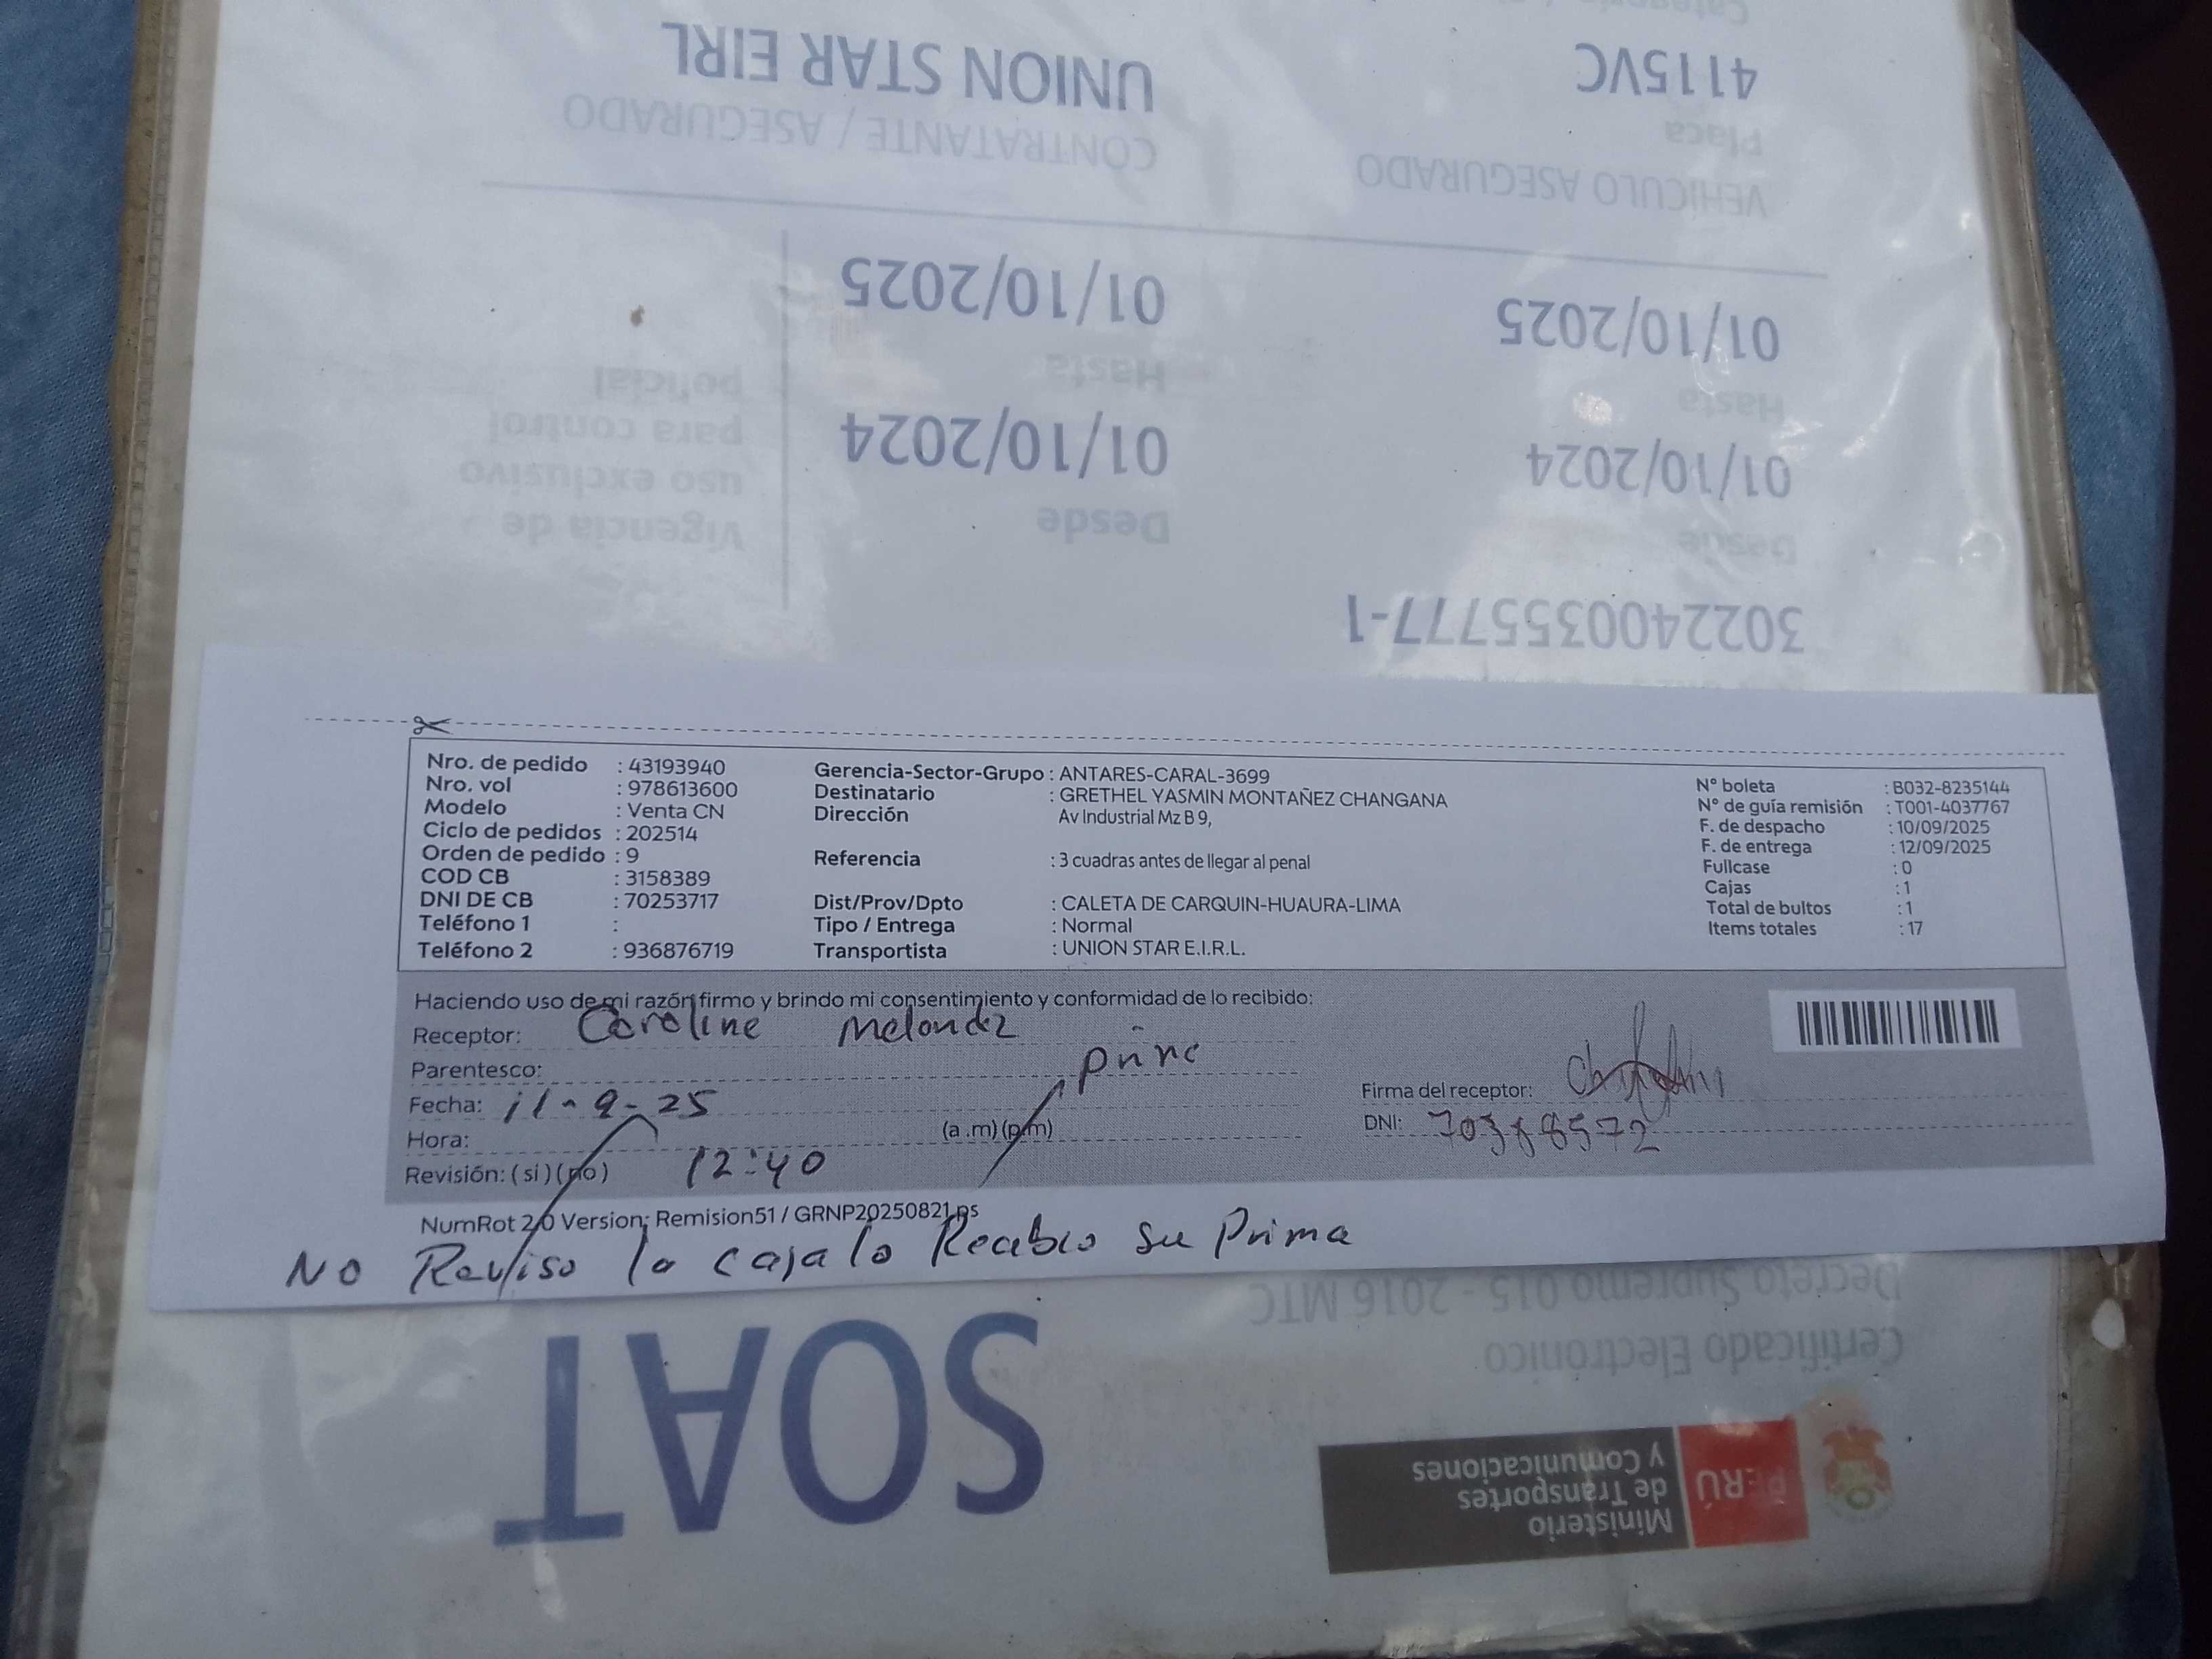 Nro. de pedido : 43193940
Nro. vol : 978613600
Modelo : Venta CN
Ciclo de pedidos : 202514
Orden de pedido : 9
COD CB : 3158389
DNI DE CB : 70253717
Teléfono 1 :
Teléfono 2 : 936876719
Gerencia-Sector-Grupo : ANTARES-CARAL-3699
Destinatario : GRETHEL YASMIN MONTAÑEZ CHANGANA
Dirección Av Industrial Mz B 9,
Referencia : 3 cuadras antes de llegar al penal
Dist/Prov/Dpto : CALETA DE CARQUIN-HUAURA-LIMA
Tipo / Entrega : Normal
Transportista : UNION STAR E.I.R.L.
N° boleta : B032-8235144
N° de guía remisión : T001-4037767
F. de despacho : 10/09/2025
F. de entrega : 12/09/2025
Fullcase : 0
Cajas : 1
Total de bultos : 1
Items totales : 17
Haciendo uso de mi razón firmo y brindo mi consentimiento y conformidad de lo recibido:
Receptor: Caroline
Parentesco:
Fecha: 11-9-25
Hora: (a.m) (p.m)
Revisión: (si) (no) 12:40
Firma del receptor:
DNI:
NumRot 2.0 Version: Remision51 / GRNP20250821.ps
No Reviso la caja lo Recibio su Prima
SOAT
PERÚ
Ministerio
de Transportes
y Comunicaciones
Certificado Electrónico
Decreto Supremo 015 - 2016 MTC
3022400355777-1
Desde
01/10/2024
Hasta
01/10/2025
Desde
01/10/2024
Hasta
01/10/2025
Vigencia de
uso exclusivo
para control
policial
VEHICULO ASEGURADO
Placa
4115VC
CONTRATANTE / ASEGURADO
UNION STAR EIRL